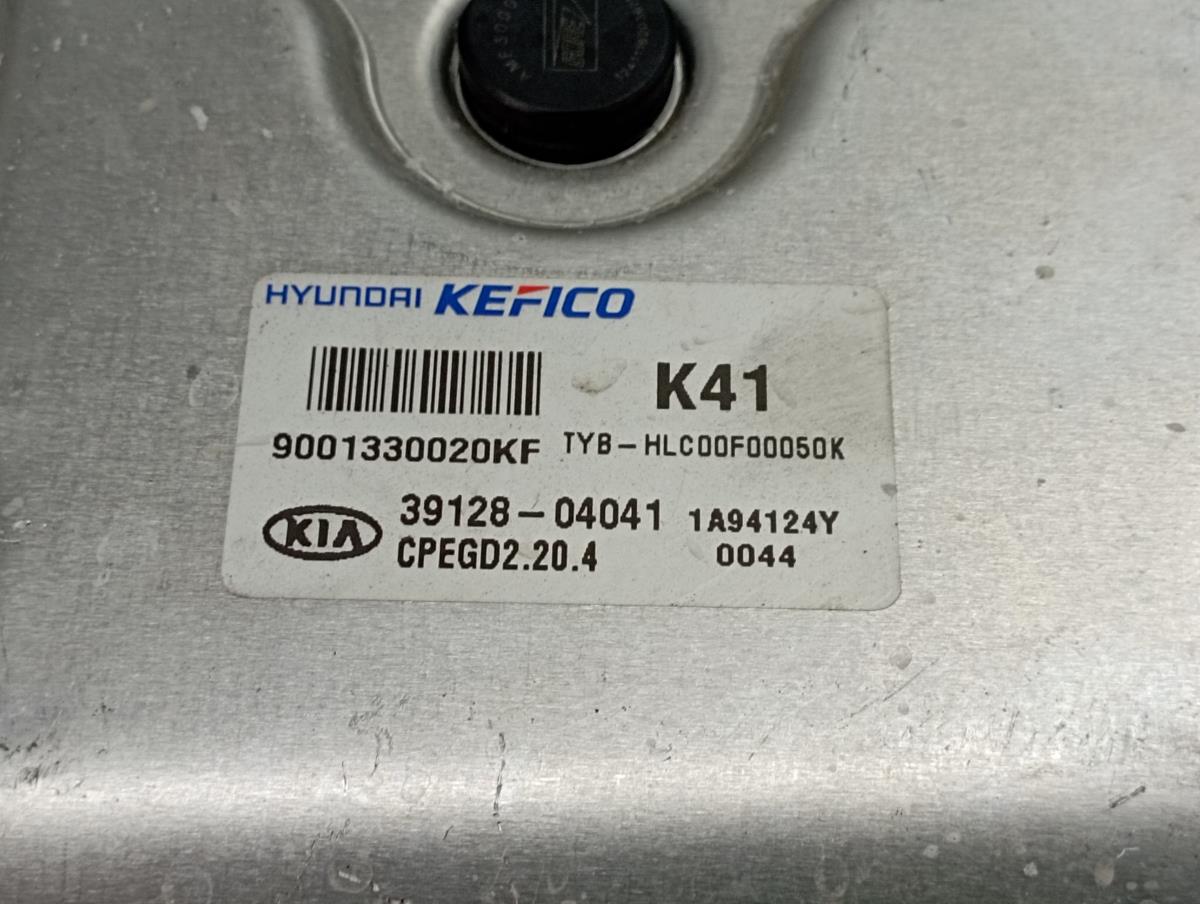 HYUNDAI KEFICO
K41
9001330020KF TYB-HLC00F00050K
KIA 39128-04041 1A94124Y
CPEGD2.20.4 0044